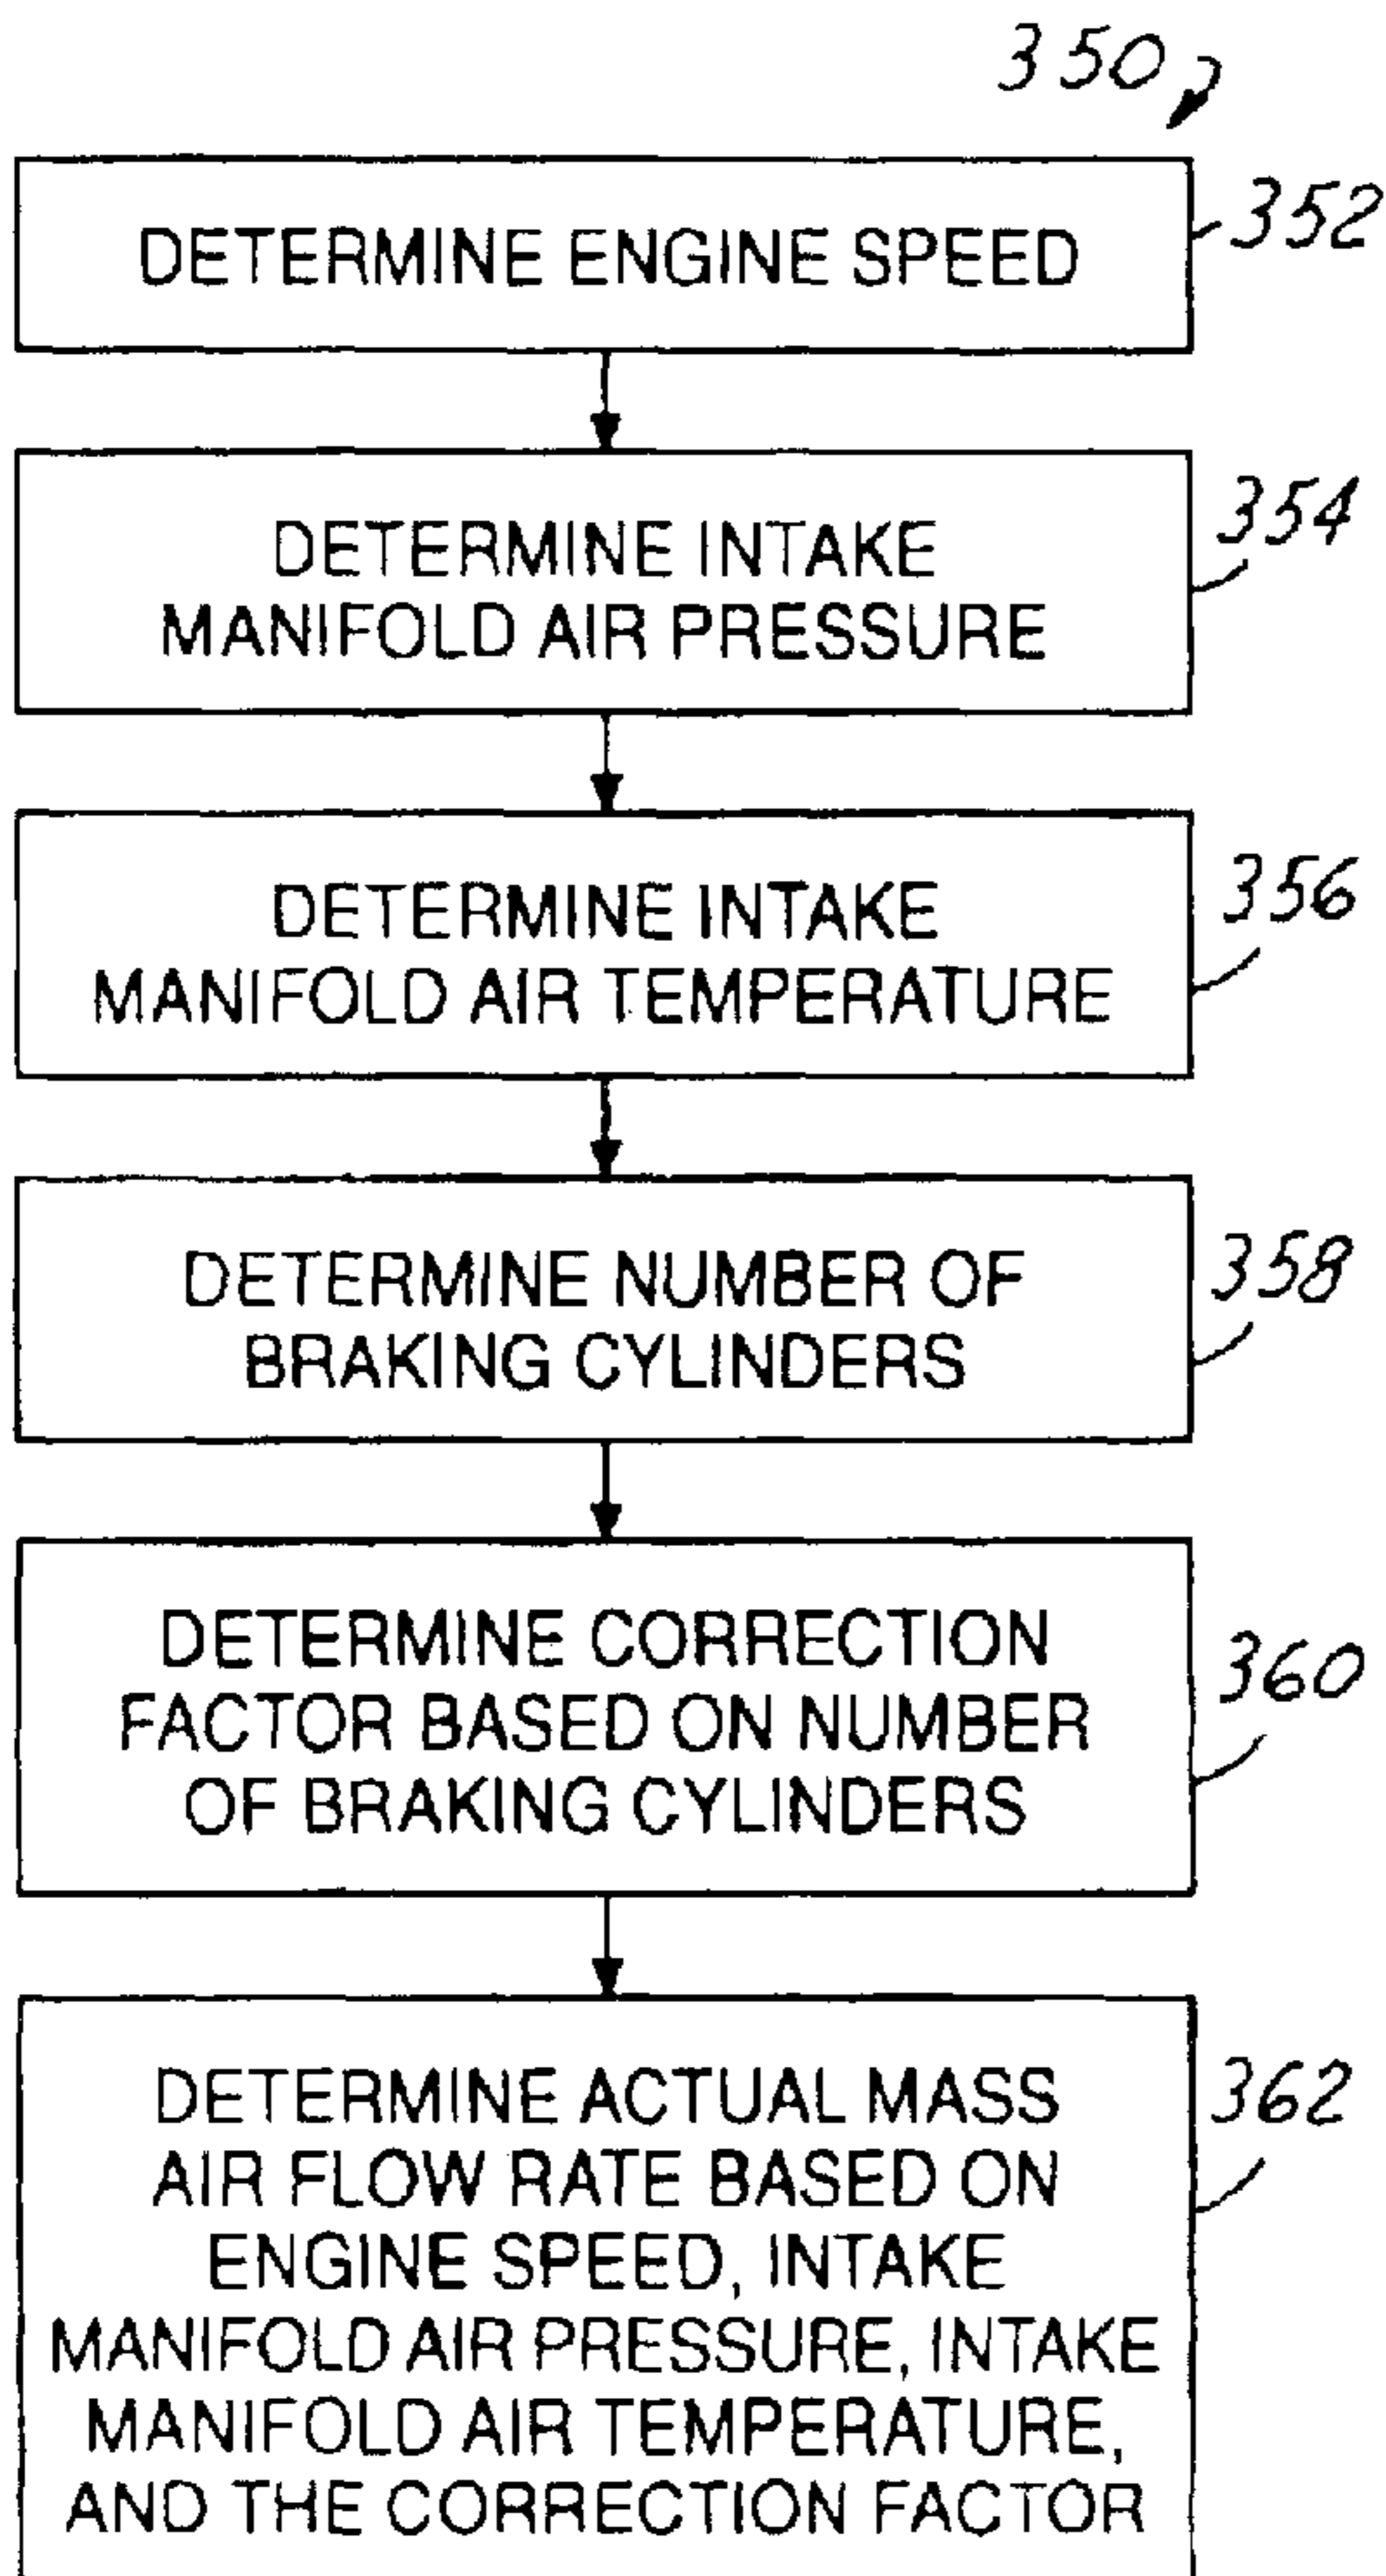 350
DETERMINE ENGINE SPEED
352
DETERMINE INTAKE
MANIFOLD AIR PRESSURE
354
DETERMINE INTAKE
MANIFOLD AIR TEMPERATURE
356
DETERMINE NUMBER OF
BRAKING CYLINDERS
358
DETERMINE CORRECTION
FACTOR BASED ON NUMBER
OF BRAKING CYLINDERS
360
DETERMINE ACTUAL MASS
AIR FLOW RATE BASED ON
ENGINE SPEED, INTAKE
MANIFOLD AIR PRESSURE, INTAKE
MANIFOLD AIR TEMPERATURE,
AND THE CORRECTION FACTOR
362